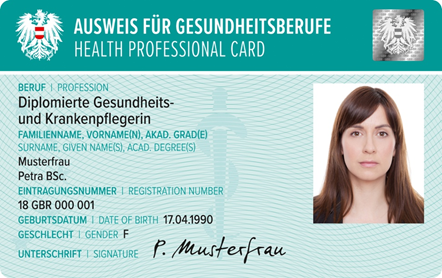 AUSWEIS FÜR GESUNDHEITSBERUFE
HEALTH PROFESSIONAL CARD
BERUF | PROFESSION
Diplomierte Gesundheits-
und Krankenpflegerin
FAMILIENNAME, VORNAME(N), AKAD. GRAD(E)
SURNAME, GIVEN NAME(S), ACAD. DEGREE(S)
Musterfrau
Petra BSc.
EINTRAGUNGSNUMMER | REGISTRATION NUMBER
18 GBR 000 001
GEBURTSDATUM | DATE OF BIRTH 17.04.1990
GESCHLECHT | GENDER F
UNTERSCHRIFT | SIGNATURE P. Musterfrau